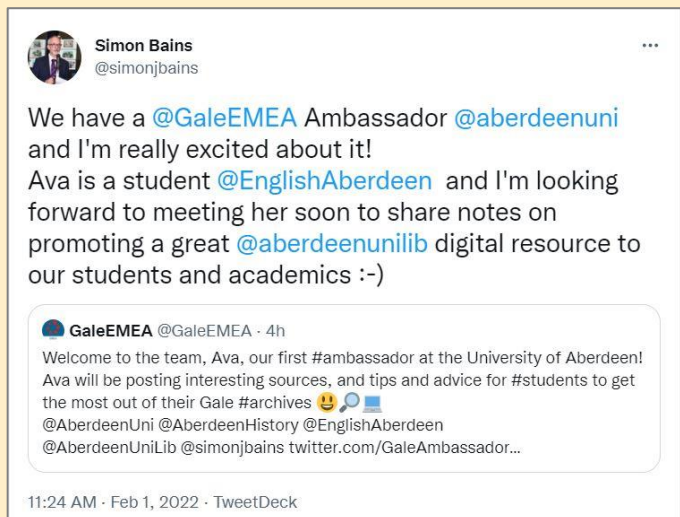 Simon Bains
@simonjbains
We have a @GaleEMEA Ambassador @aberdeenuni
and I'm really excited about it!
Ava is a student @EnglishAberdeen and I'm looking
forward to meeting her soon to share notes on
promoting a great @aberdeenunilib digital resource to
our students and academics :-)
GaleEMEA @GaleEMEA · 4h
Welcome to the team, Ava, our first #ambassador at the University of Aberdeen!
Ava will be posting interesting sources, and tips and advice for #students to get
the most out of their Gale #archives 😃🔎💻
@AberdeenUni @AberdeenHistory @EnglishAberdeen
@AberdeenUniLib @simonjbains twitter.com/GaleAmbassador...
11:24 AM · Feb 1, 2022 · TweetDeck